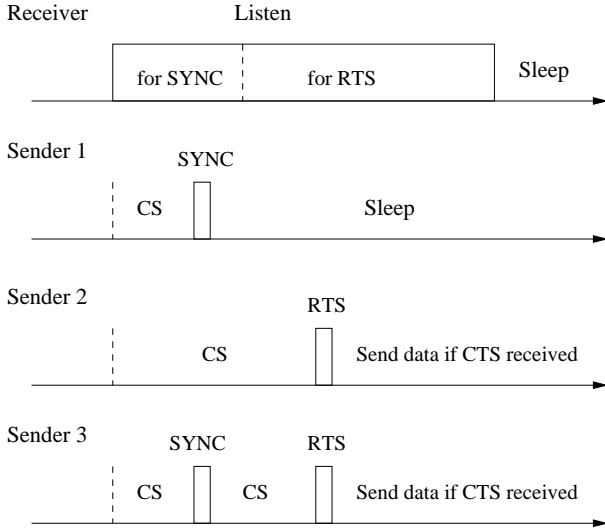 Receiver Listen
for SYNC for RTS Sleep
Sender 1
SYNC
CS Sleep
Sender 2
RTS
CS Send data if CTS received
Sender 3
SYNC RTS
CS CS Send data if CTS received